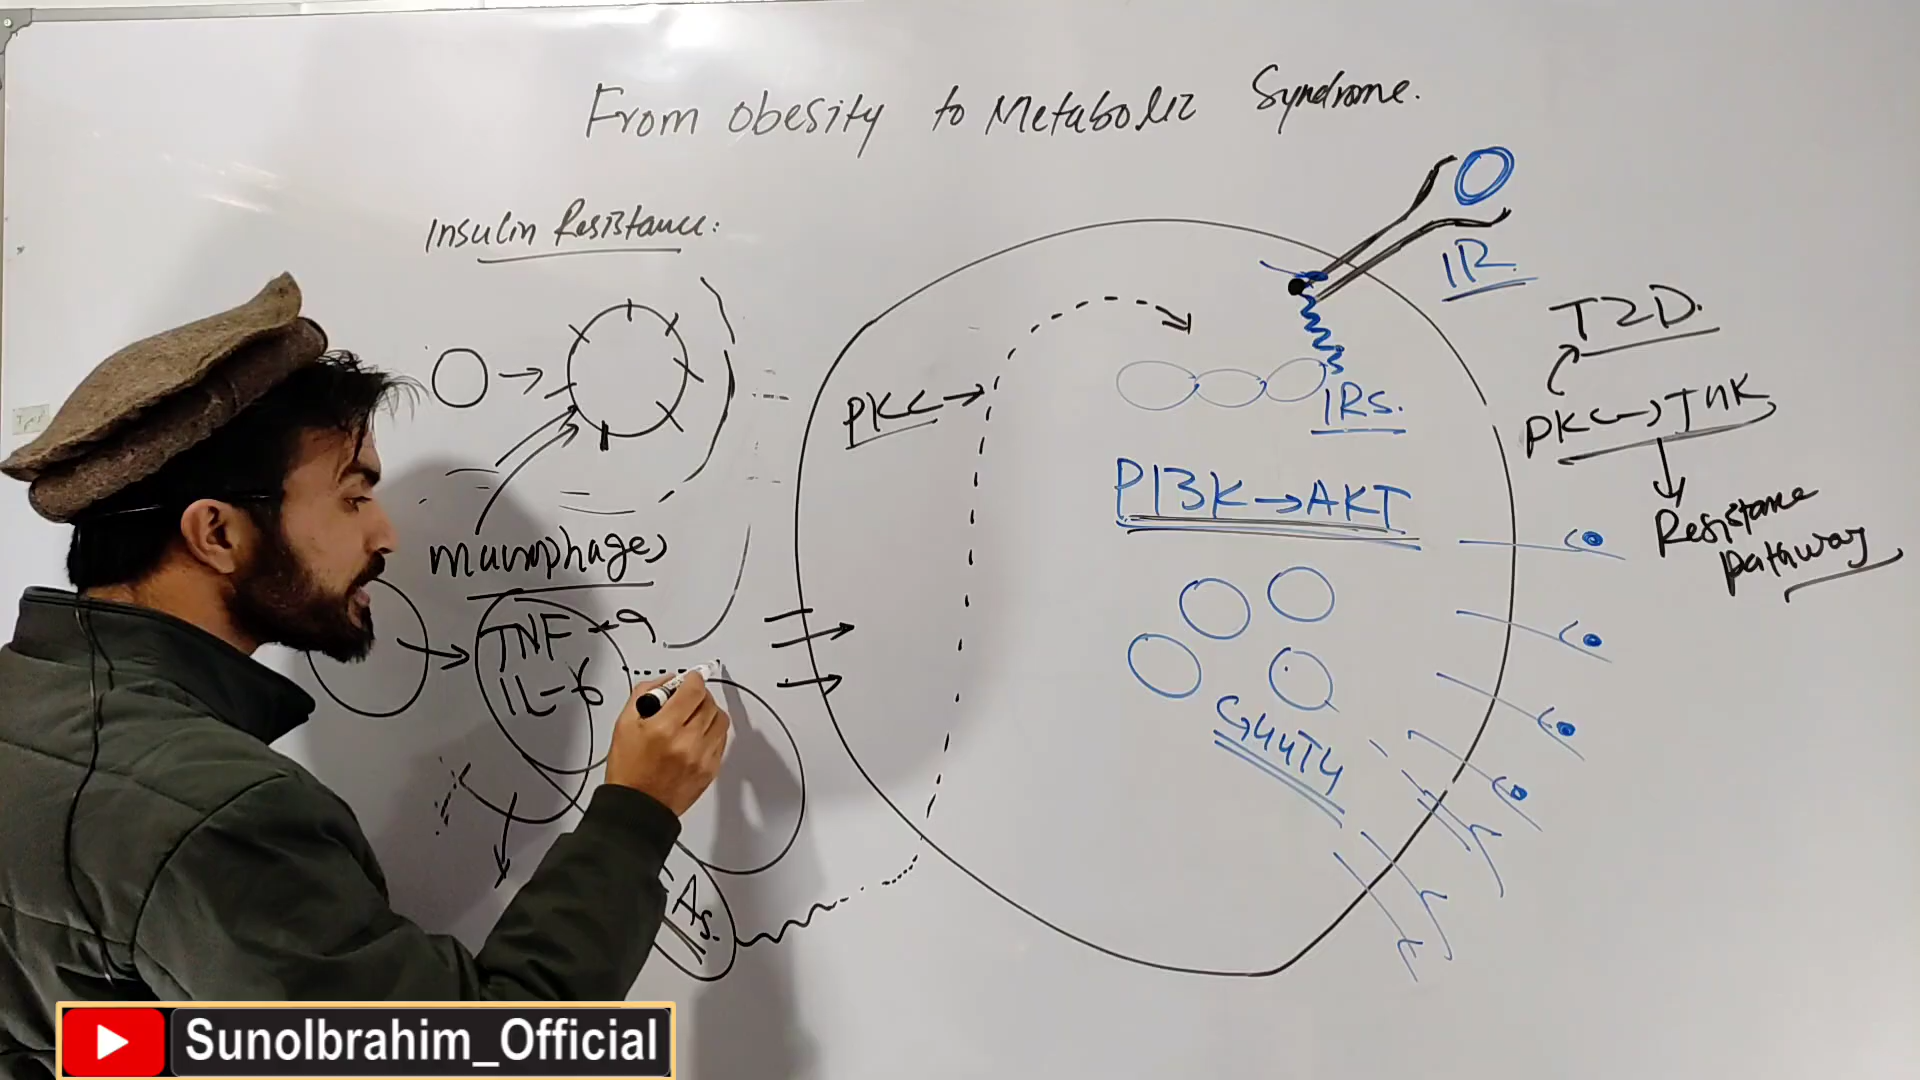 From obesity to Metabolic Syndrome.
Insulin Resistance:
IR.
T2D.
PKC→JNK
Resistance
pathway
PKC→
IRS.
PI3K→AKT
macrophages
TNF-α
IL-6
GLUT4
As.
SunoIbrahim_Official